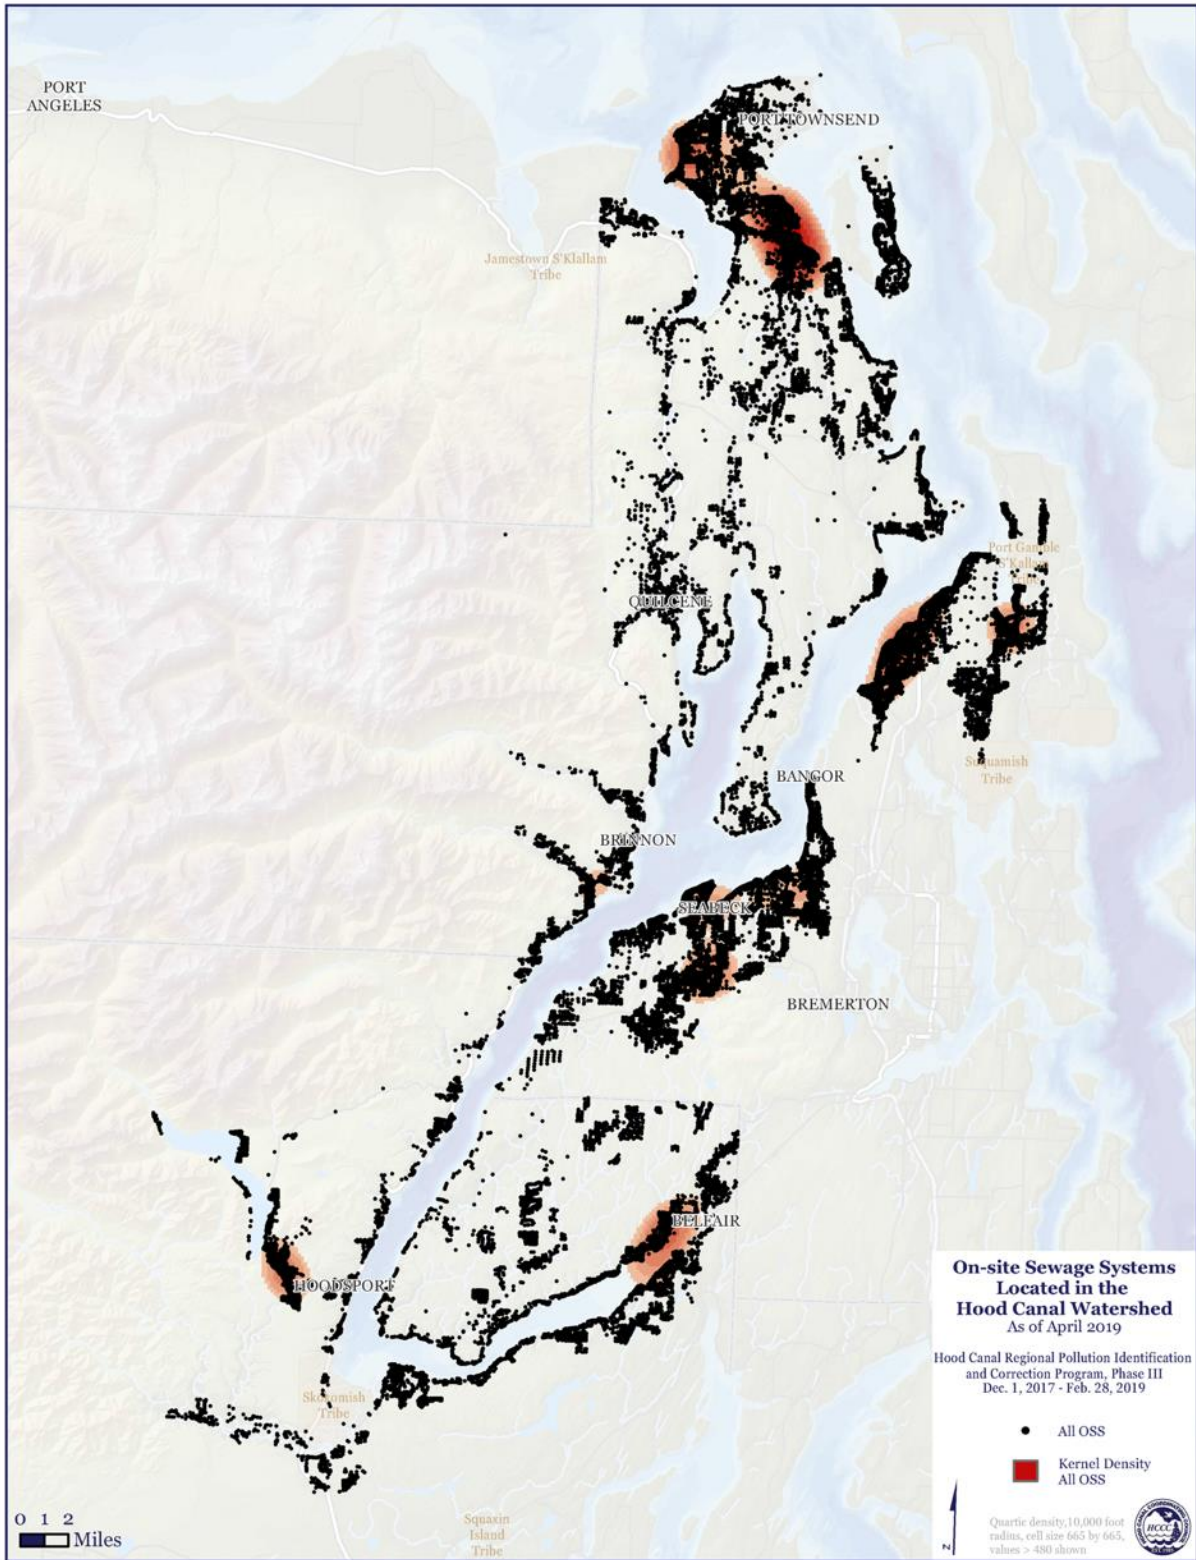 PORT
ANGELES
PORT TOWNSEND
Jamestown S'Klallam
Tribe
Port Gamble
S'Kallam
Tribe
QUILCENE
Suquamish
Tribe
BANGOR
BRINNON
SEABECK
BREMERTON
BELFAIR
HOODSPORT
Skokomish
Tribe
Squaxin
Island
Tribe
0 1 2
Miles
On-site Sewage Systems
Located in the
Hood Canal Watershed
As of April 2019
Hood Canal Regional Pollution Identification
and Correction Program, Phase III
Dec. 1, 2017 - Feb. 28, 2019
All OSS
Kernel Density
All OSS
Quartic density,10,000 foot
radius, cell size 665 by 665,
values > 480 shown
N
HCCC